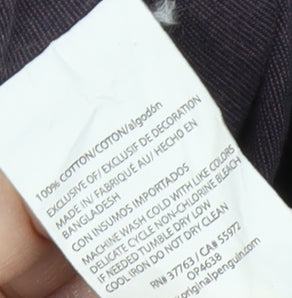 100% COTTON/COTON/algodón
EXCLUSIVE OF/EXCLUSIF DE DECORATION
MADE IN/ FABRIQUÉ AU/ HECHO EN
BANGLADESH
CON INSUMOS IMPORTADOS
MACHINE WASH COLD WITH LIKE COLORS
DELICATE CYCLE NON-CHLORINE BLEACH
IF NEEDED TUMBLE DRY LOW
COOL IRON DO NOT DRY CLEAN
RN# 37763 / CA# 55972
OP4638
originalpenguin.com